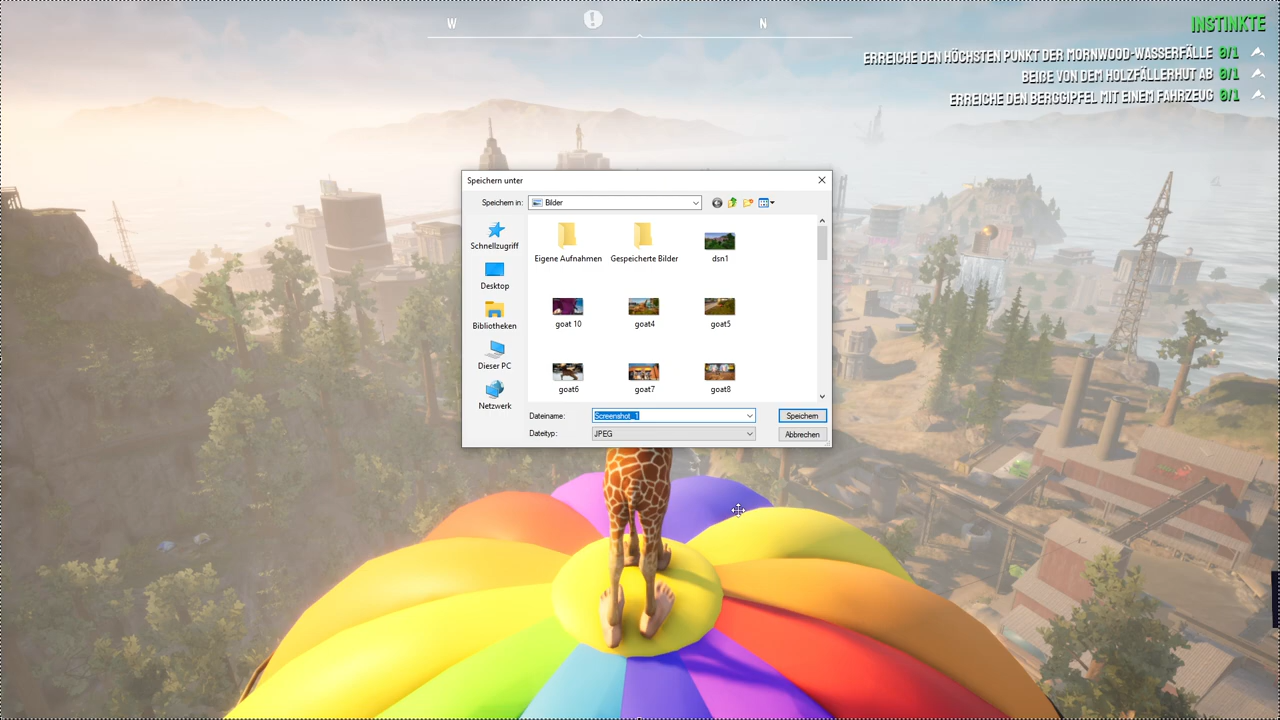 W
N
INSTINKTE
ERREICHE DEN HÖCHSTEN PUNKT DER MORNWOOD-WASSERFÄLLE 0/1
BEIẞE VON DEM HOLZFÄLLERHUT AB 0/1
ERREICHE DEN BERGGIPFEL MIT EINEM FAHRZEUG 0/1
Speichern unter
Speichern in:
Bilder
Schnellzugriff
Desktop
Bibliotheken
Dieser PC
Netzwerk
Eigene Aufnahmen
Gespeicherte Bilder
dsn1
goat 10
goat4
goat5
goat6
goat7
goat8
Dateiname:
Screenshot_1
Speichern
Dateityp:
JPEG
Abbrechen